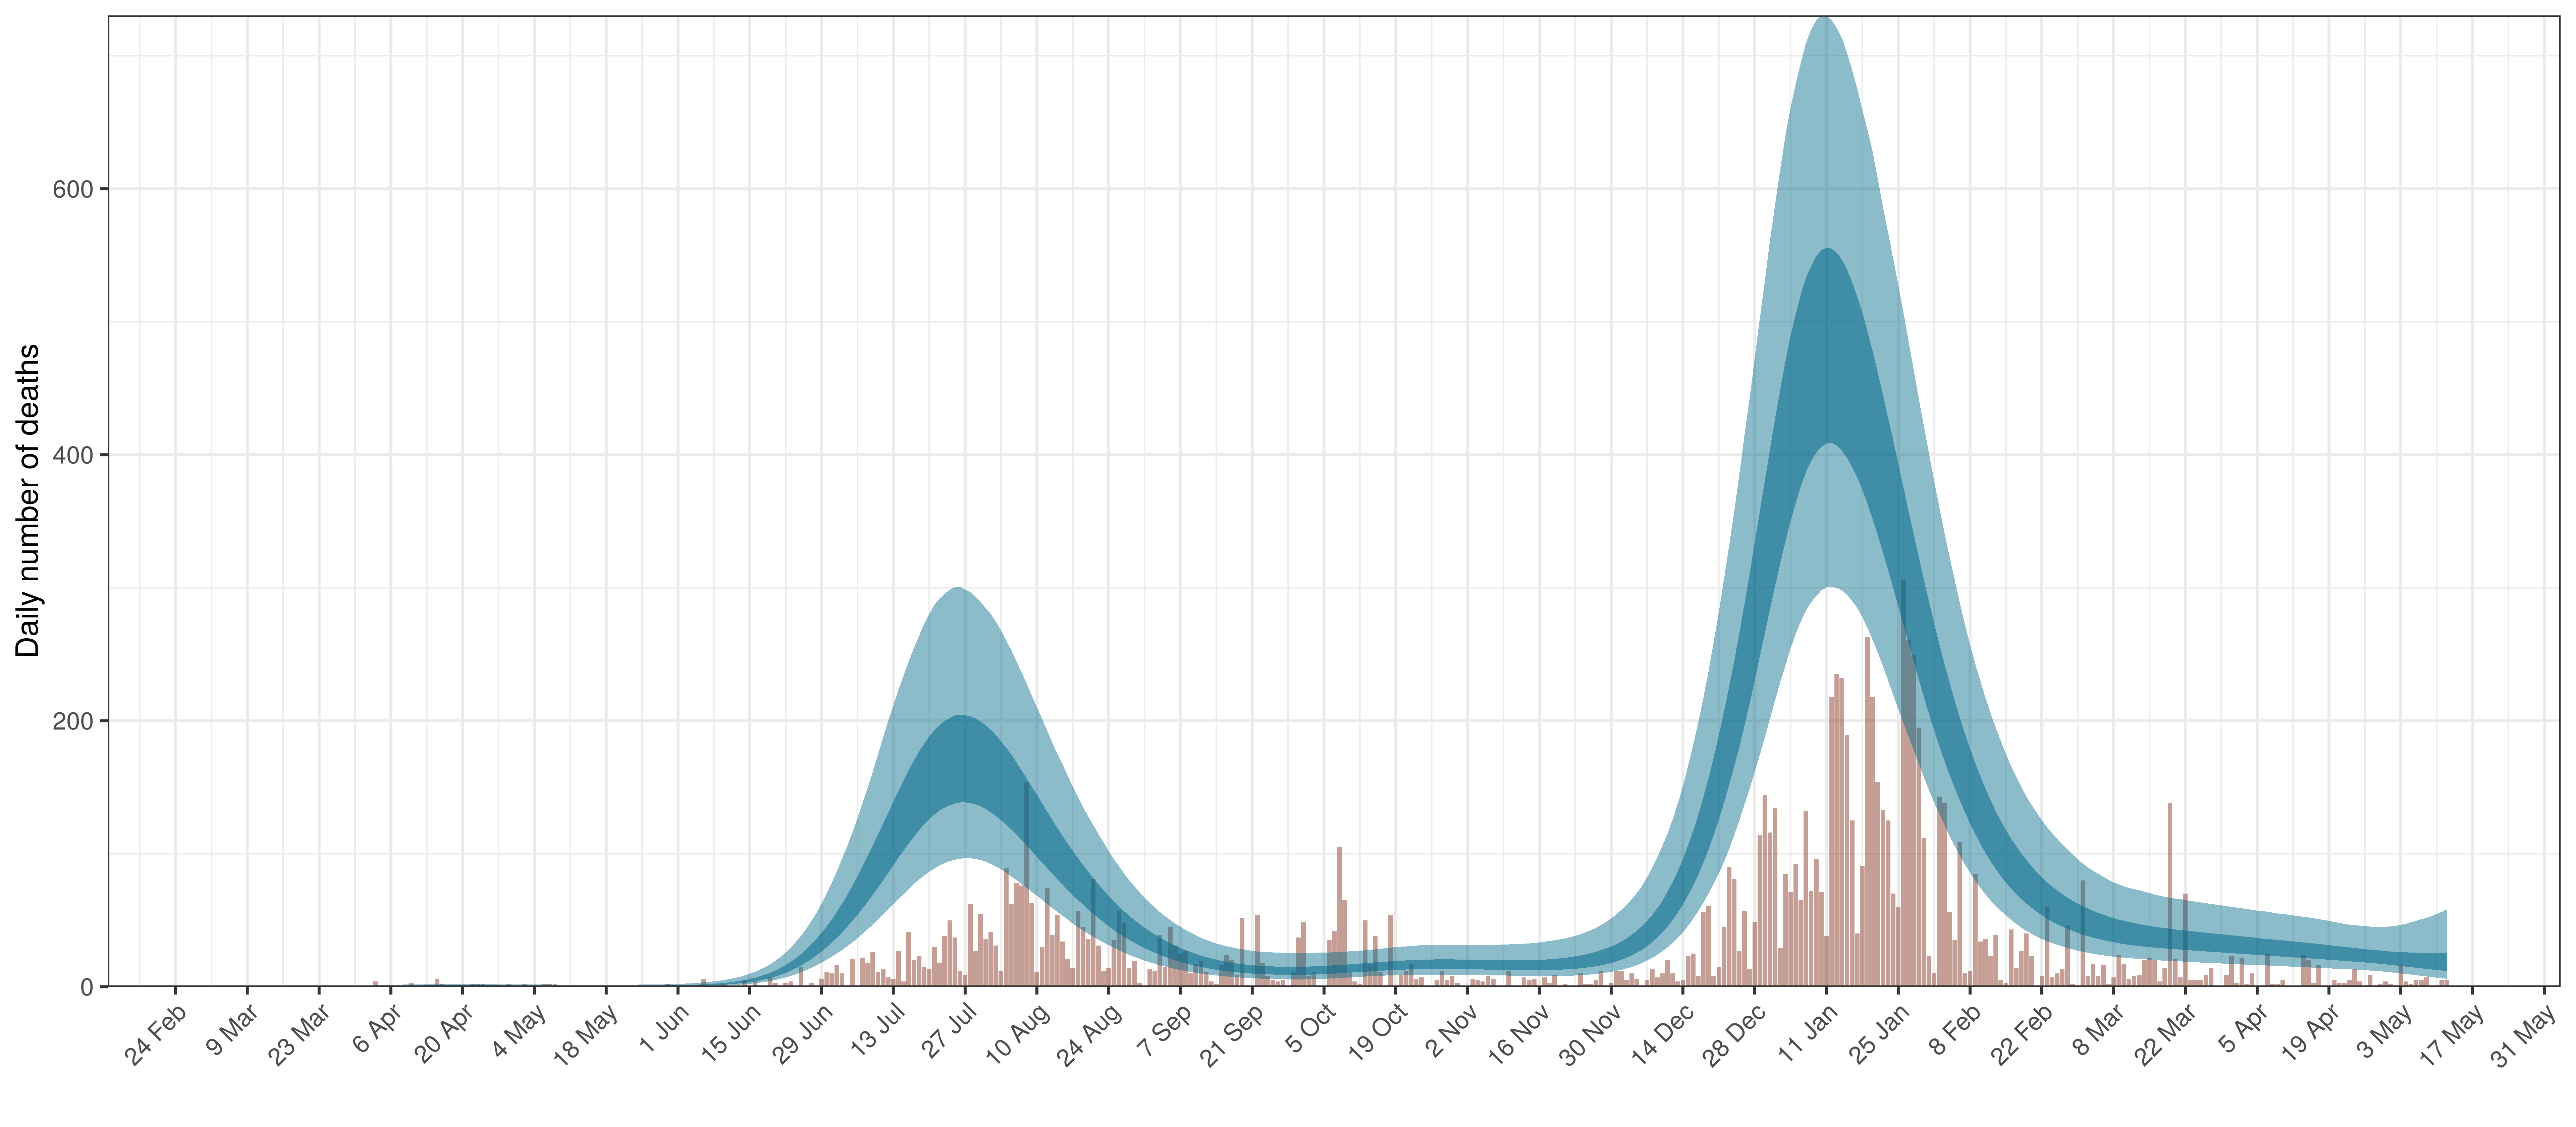 Daily number of deaths
600
400
200
0
24 Feb
9 Mar
23 Mar
6 Apr
20 Apr
4 May
18 May
1 Jun
15 Jun
29 Jun
13 Jul
27 Jul
10 Aug
24 Aug
7 Sep
21 Sep
5 Oct
19 Oct
2 Nov
16 Nov
30 Nov
14 Dec
28 Dec
11 Jan
25 Jan
8 Feb
22 Feb
8 Mar
22 Mar
5 Apr
19 Apr
3 May
17 May
31 May